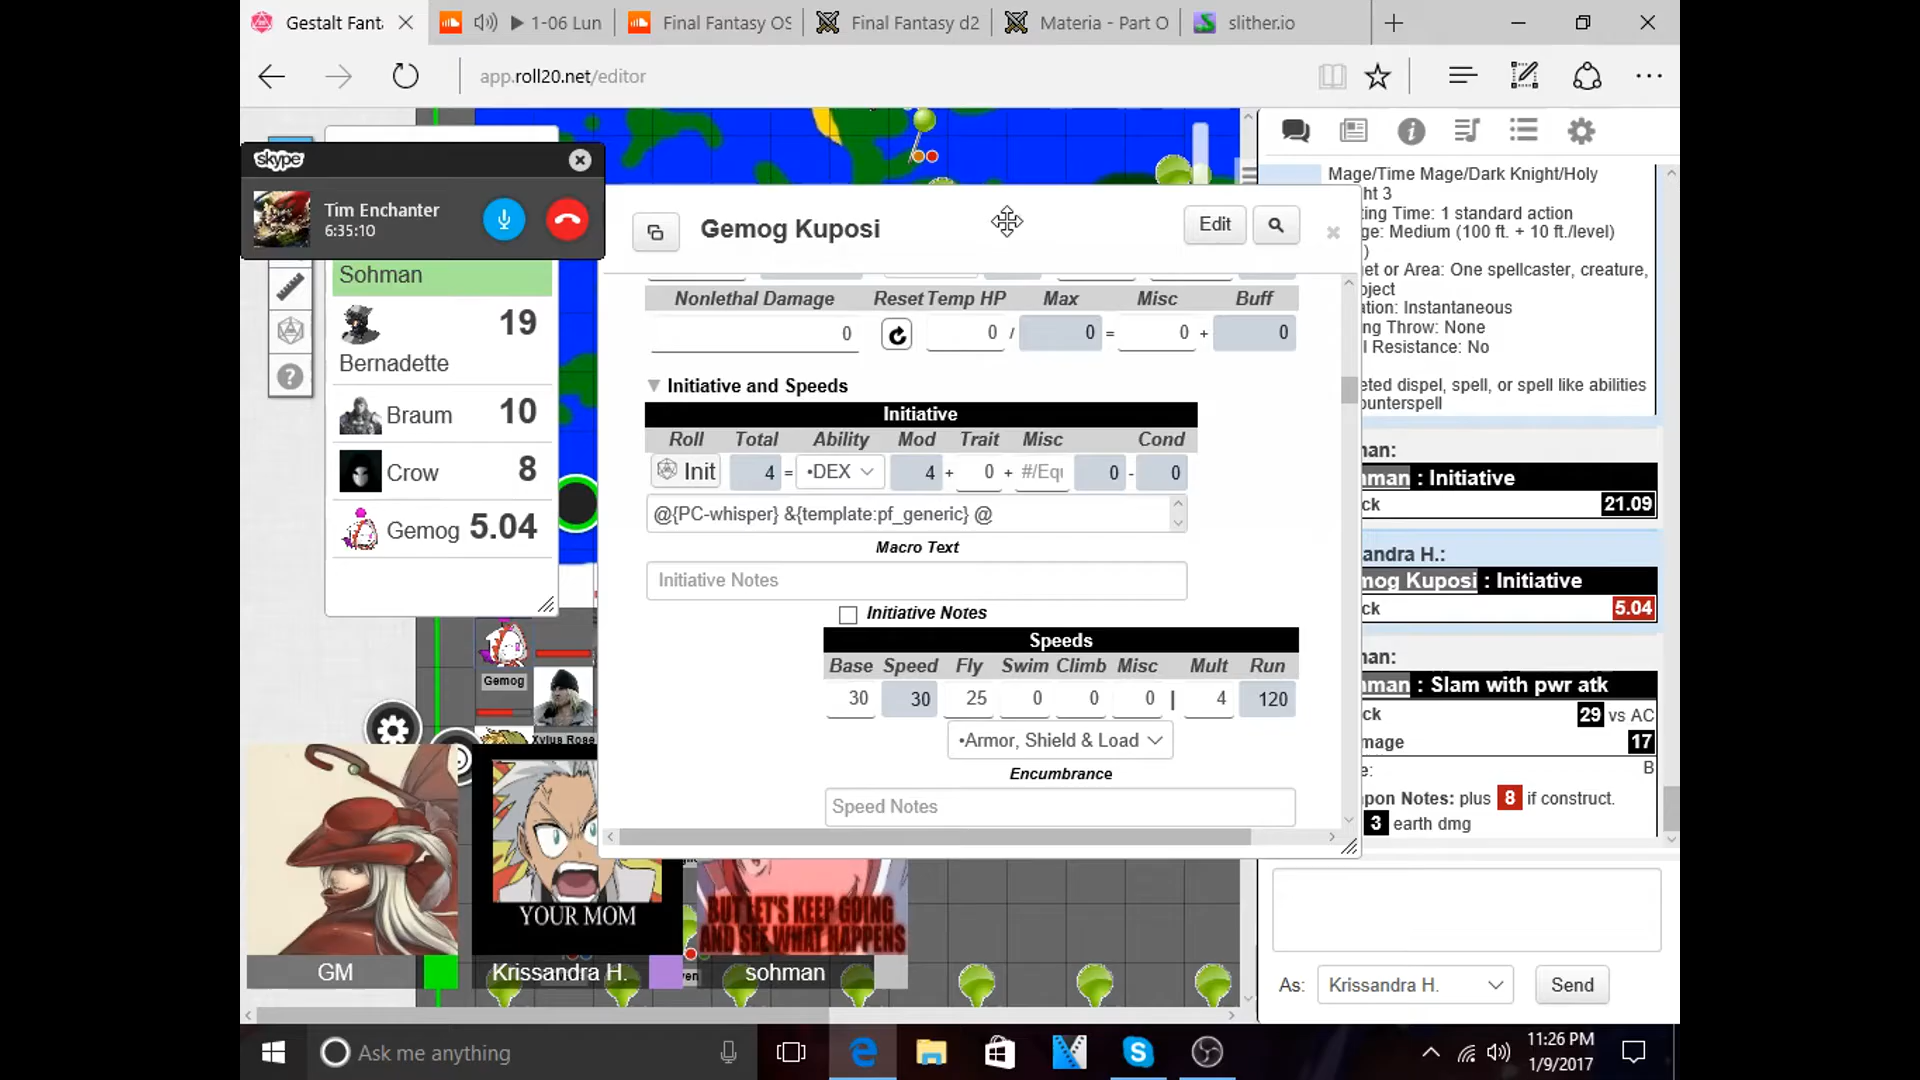 Gestalt Fanta
1-06 Lun
Final Fantasy OS
Final Fantasy d2
Materia - Part O
slither.io
app.roll20.net/editor
skype
Tim Enchanter
6:35:10
Sohman
19
Bernadette
Braum 10
Crow 8
Gemog 5.04
Gemog Kuposi
Edit
Nonlethal Damage Reset Temp HP Max Misc Buff
0 0 / 0 = 0 + 0
Initiative and Speeds
Initiative
Roll Total Ability Mod Trait Misc Cond
Init 4 = •DEX 4 + 0 + #/Equ 0 - 0
@{PC-whisper} &{template:pf_generic} @
Macro Text
Initiative Notes
Initiative Notes
Speeds
Base Speed Fly Swim Climb Misc Mult Run
30 30 25 0 0 0 | 4 120
•Armor, Shield & Load
Encumbrance
Speed Notes
Mage/Time Mage/Dark Knight/Holy
ght 3
ting Time: 1 standard action
ge: Medium (100 ft. + 10 ft./level)
)
get or Area: One spellcaster, creature,
oject
ation: Instantaneous
ng Throw: None
l Resistance: No
eted dispel, spell, or spell like abilities
ounterspell
man:
hman : Initiative
ck 21.09
sandra H.:
mog Kuposi : Initiative
ck 5.04
man:
hman : Slam with pwr atk
ck 29 vs AC
mage 17
e: B
pon Notes: plus 8 if construct.
3 earth dmg
Gemog
Xylus Rose
YOUR MOM
BUT LET'S KEEP GOING
AND SEE WHAT HAPPENS
GM
Krissandra H.
sohman
As: Krissandra H. Send
Ask me anything
11:26 PM
1/9/2017